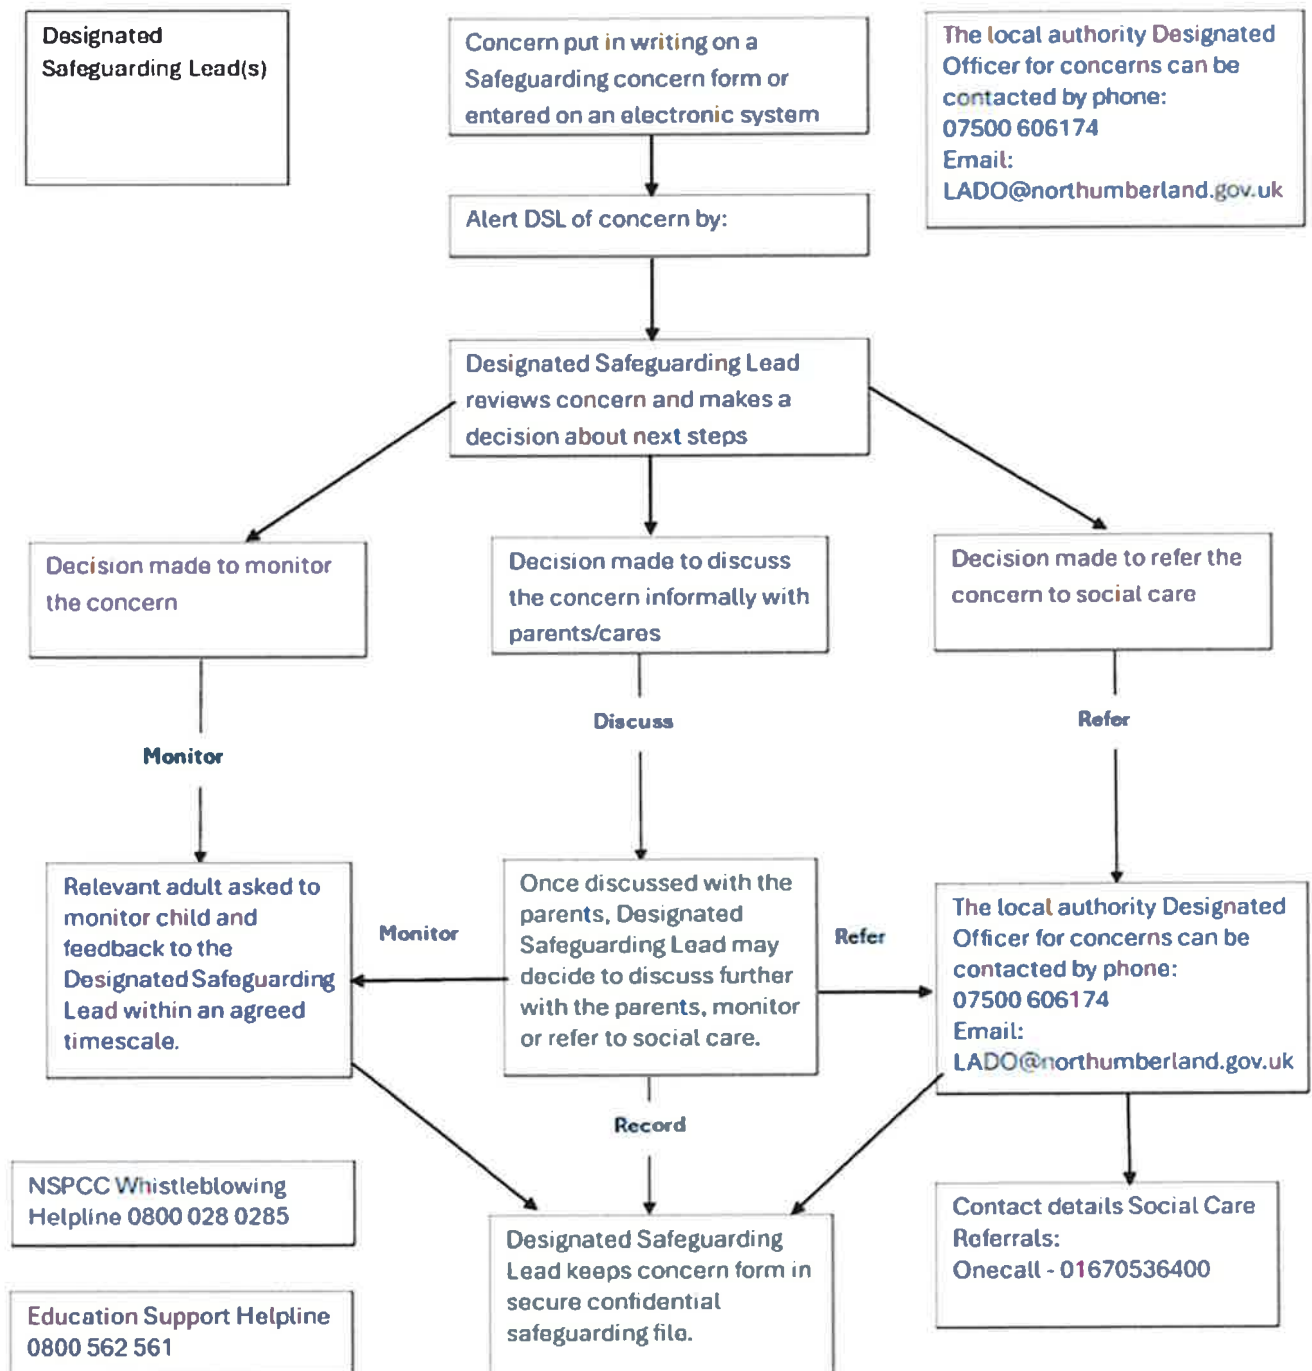 Designated
Safeguarding Lead(s)
Concern put in writing on a
Safeguarding concern form or
entered on an electronic system
The local authority Designated
Officer for concerns can be
contacted by phone:
07500 606174
Email:
LADO@northumberland.gov.uk
Alert DSL of concern by:
Designated Safeguarding Lead
reviews concern and makes a
decision about next steps
Decision made to monitor
the concern
Decision made to discuss
the concern informally with
parents/cares
Decision made to refer the
concern to social care
Monitor
Discuss
Refer
Relevant adult asked to
monitor child and
feedback to the
Designated Safeguarding
Lead within an agreed
timescale.
Monitor
Once discussed with the
parents, Designated
Safeguarding Lead may
decide to discuss further
with the parents, monitor
or refer to social care.
Refer
The local authority Designated
Officer for concerns can be
contacted by phone:
07500 606174
Email:
LADO@northumberland.gov.uk
Record
NSPCC Whistleblowing
Helpline 0800 028 0285
Education Support Helpline
0800 562 561
Designated Safeguarding
Lead keeps concern form in
secure confidential
safeguarding file.
Contact details Social Care
Referrals:
Onecall - 01670536400